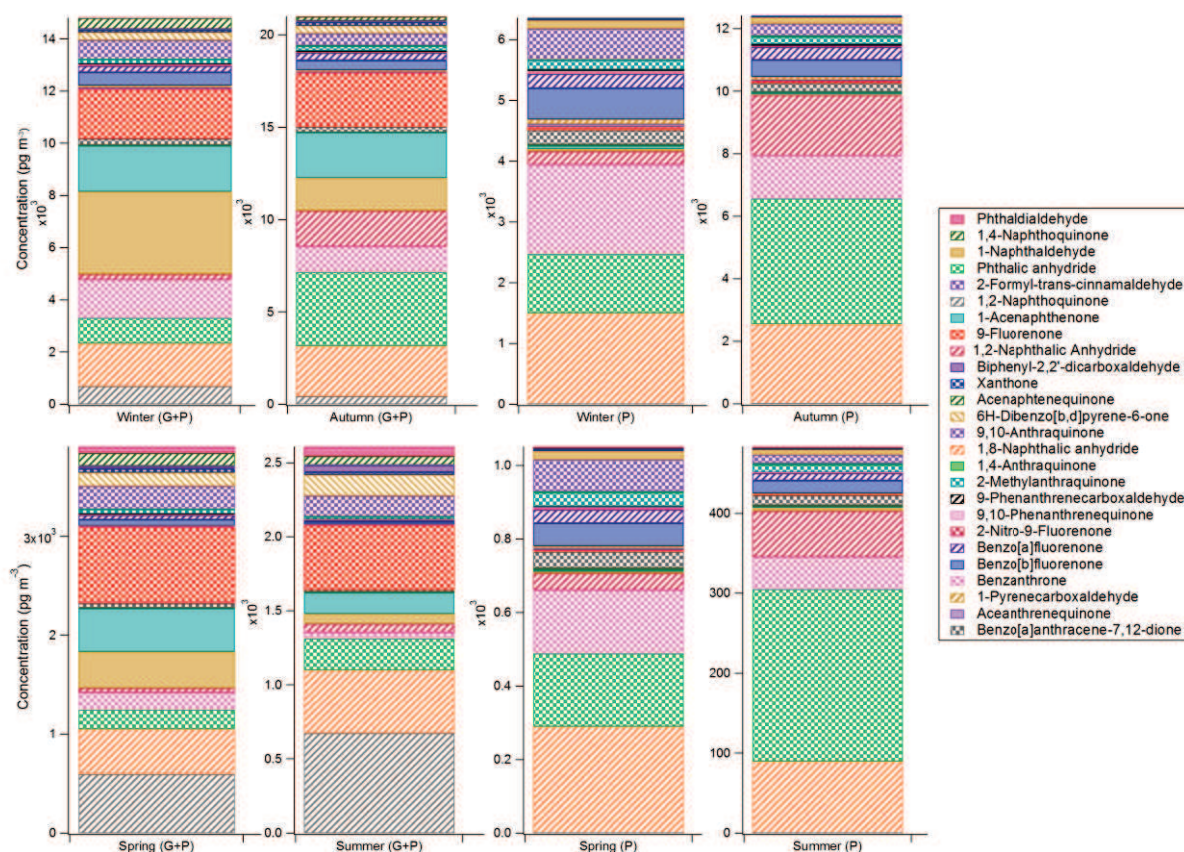 Concentration (pg m⁻³)
x10³
14
12
10
8
6
4
2
0
Winter (G+P)
x10³
20
15
10
5
0
Autumn (G+P)
x10³
6
5
4
3
2
1
0
Winter (P)
x10³
12
10
8
6
4
2
0
Autumn (P)
Concentration (pg m⁻³)
3x10³
2
1
0
Spring (G+P)
x10³
2.5
2.0
1.5
1.0
0.5
0.0
Summer (G+P)
x10³
1.0
0.8
0.6
0.4
0.2
0.0
Spring (P)
400
300
200
100
0
Summer (P)
Phthaldialdehyde
1,4-Naphthoquinone
1-Naphthaldehyde
Phthalic anhydride
2-Formyl-trans-cinnamaldehyde
1,2-Naphthoquinone
1-Acenaphthenone
9-Fluorenone
1,2-Naphthalic Anhydride
Biphenyl-2,2'-dicarboxaldehyde
Xanthone
Acenaphtenequinone
6H-Dibenzo[b,d]pyrene-6-one
9,10-Anthraquinone
1,8-Naphthalic anhydride
1,4-Anthraquinone
2-Methylanthraquinone
9-Phenanthrenecarboxaldehyde
9,10-Phenanthrenequinone
2-Nitro-9-Fluorenone
Benzo[a]fluorenone
Benzo[b]fluorenone
Benzanthrone
1-Pyrenecarboxaldehyde
Aceanthrenequinone
Benzo[a]anthracene-7,12-dione